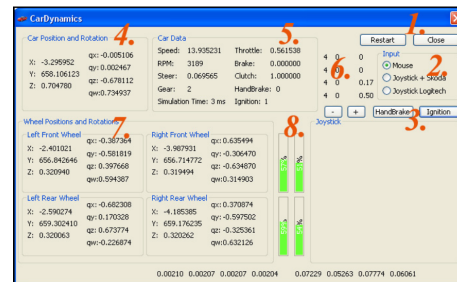 CarDynamics
1.
Restart Close
Car Position and Rotation 4.
X: -3.295952
Y: 658.106123
Z: 0.704780
qx: -0.005106
qy: 0.002467
qz: -0.678112
qw:0.734937
Car Data 5.
Speed: 13.935231 Throttle: 0.561538
RPM: 3189 Brake: 0.000000
Steer: 0.069565 Clutch: 1.000000
Gear: 2 HandBrake: 0
Simulation Time: 3 ms Ignition: 1
6.
4 0 0
4 0 0
4 0 0.17
4 0 0.50
Input 2.
Mouse
Joystick + Skoda
Joystick Logitech
- + HandBrake Ignition
3.
Wheel Positions and Rotations
7.
Left Front Wheel
X: -2.401021
Y: 656.842646
Z: 0.320940
qx: -0.387364
qy: -0.581819
qz: 0.397668
qw:0.594387
Right Front Wheel
X: -3.987931
Y: 656.714772
Z: 0.319494
qx: 0.635494
qy: -0.306470
qz: -0.634870
qw:0.314903
8.
Joystick
Left Rear Wheel
X: -2.590274
Y: 659.302410
Z: 0.320063
qx: -0.682308
qy: 0.170328
qz: 0.673774
qw:-0.226874
Right Rear Wheel
X: -4.185385
Y: 659.176235
Z: 0.320262
qx: 0.370874
qy: -0.597502
qz: -0.325361
qw:0.632126
0.00210 0.00207 0.00207 0.00204 0.07229 0.05263 0.07774 0.06061